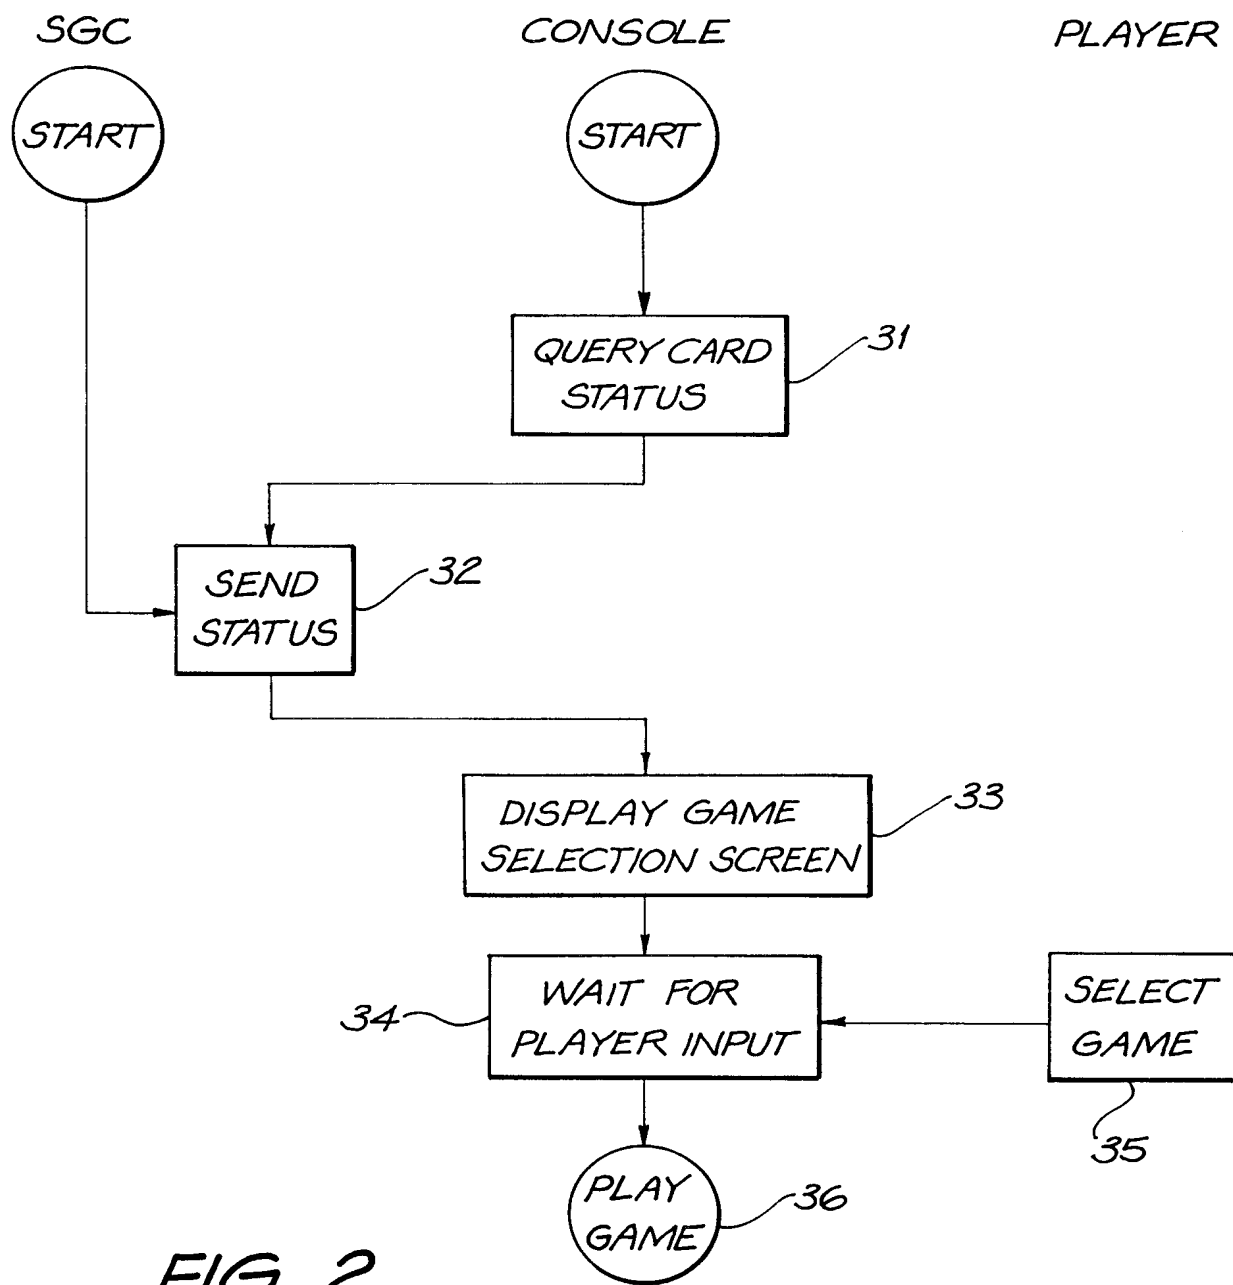 SGC
CONSOLE
PLAYER
START
START
QUERY CARD
STATUS
31
SEND
STATUS
32
DISPLAY GAME
SELECTION SCREEN
33
WAIT FOR
PLAYER INPUT
34
SELECT
GAME
35
PLAY
GAME
36
FIG. 2